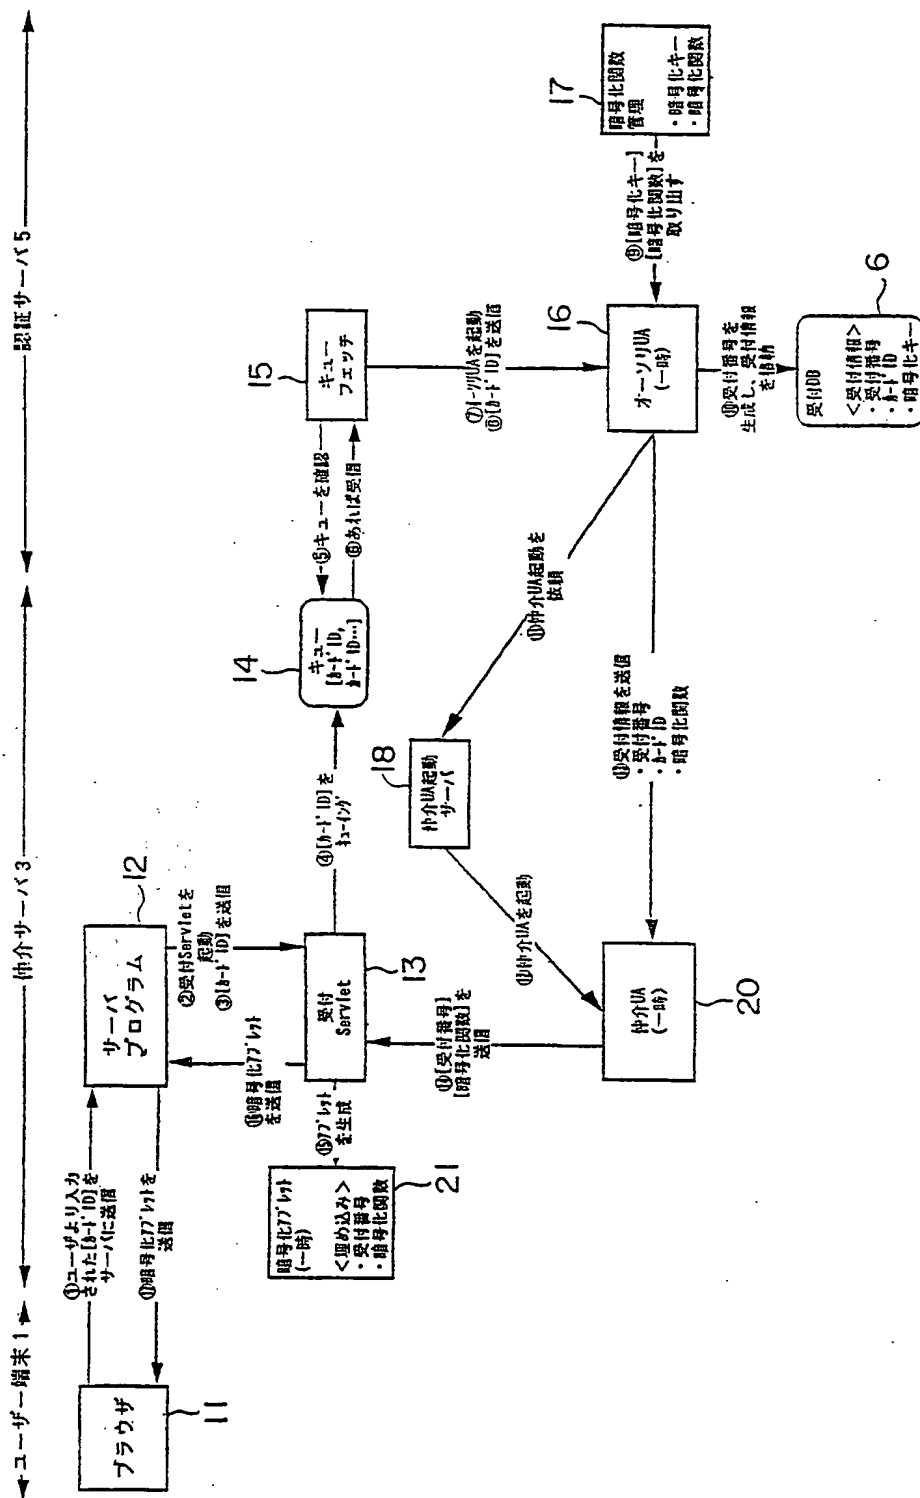 ユーザー端末1
仲介サーバ3
認証サーバ5
ブラウザ
11
①ユーザより入力
された[カードID]を
サーバに送信
⑰暗号化アプレットを
送信
サーバ
プログラム
12
②受付Servletを
起動
③[カードID]を送信
⑯暗号化アプレット
を送信
受付
Servlet
13
⑮アプレット
を生成
暗号化アプレット
(一時)
<埋め込み>
・受付番号
・暗号化関数
21
④[カードID]を
キューイング
キュー
[カードID,
カードID…]
14
⑤キューを確認
⑥あれば受信
キュー
フェッチ
15
⑦オーソリUAを起動
⑧[カードID]を送信
オーソリUA
(一時)
16
⑨[暗号化キー]
[暗号化関数]を
取り出す
暗号化関数
管理
・暗号化キー
・暗号化関数
17
⑩受付番号を
生成し、受付情報
を格納
受付DB
<受付情報>
・受付番号
・カードID
・暗号化キー
6
⑪仲介UA起動を
依頼
仲介UA起動
サーバ
18
⑫仲介UAを起動
⑬受付情報を送信
・受付番号
・カードID
・暗号化関数
仲介UA
(一時)
20
⑭[受付番号]
[暗号化関数]を
送信